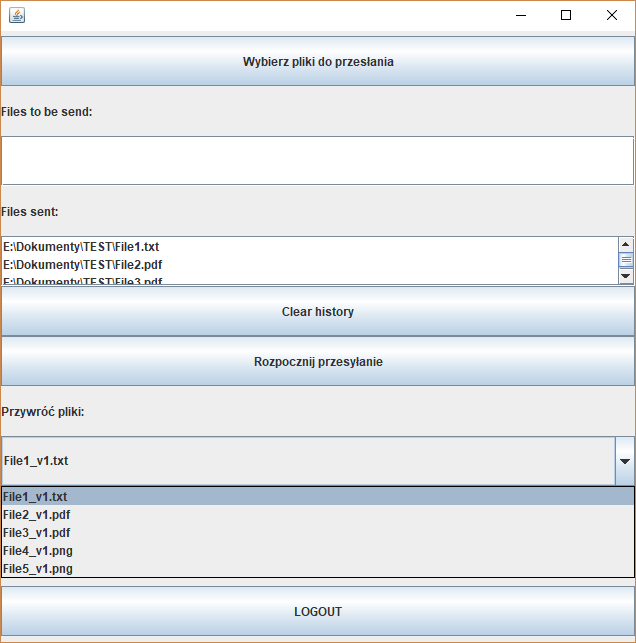 Wybierz pliki do przesłania
Files to be send:
Files sent:
E:\Dokumenty\TEST\File1.txt
E:\Dokumenty\TEST\File2.pdf
E:\Dokumenty\TEST\File3.pdf
Clear history
Rozpocznij przesyłanie
Przywróć pliki:
File1_v1.txt
File1_v1.txt
File2_v1.pdf
File3_v1.pdf
File4_v1.png
File5_v1.png
LOGOUT